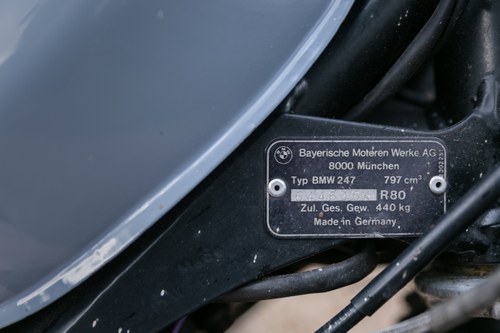 Bayerische Motoren Werke AG
8000 München
Typ BMW 247 797 cm³
R80
Zul. Ges. Gew. 440 kg
Made in Germany